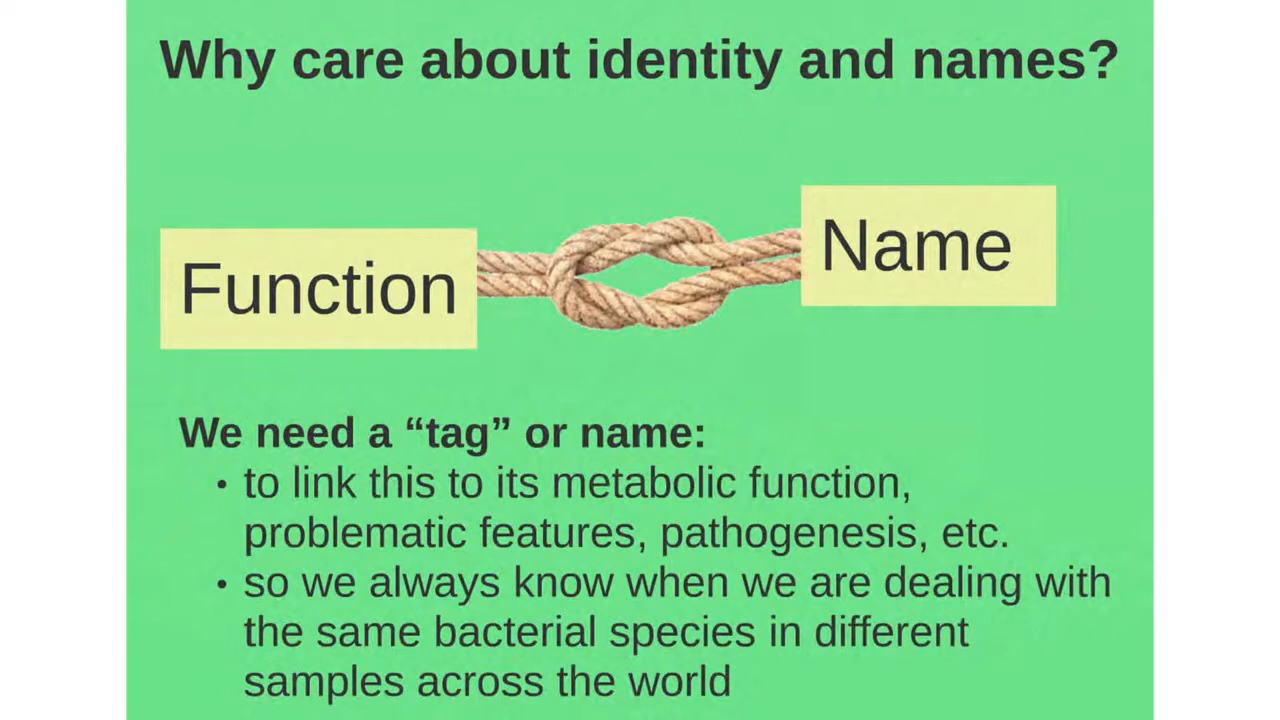 Why care about identity and names?
Function
Name
We need a “tag” or name:
• to link this to its metabolic function,
problematic features, pathogenesis, etc.
• so we always know when we are dealing with
the same bacterial species in different
samples across the world